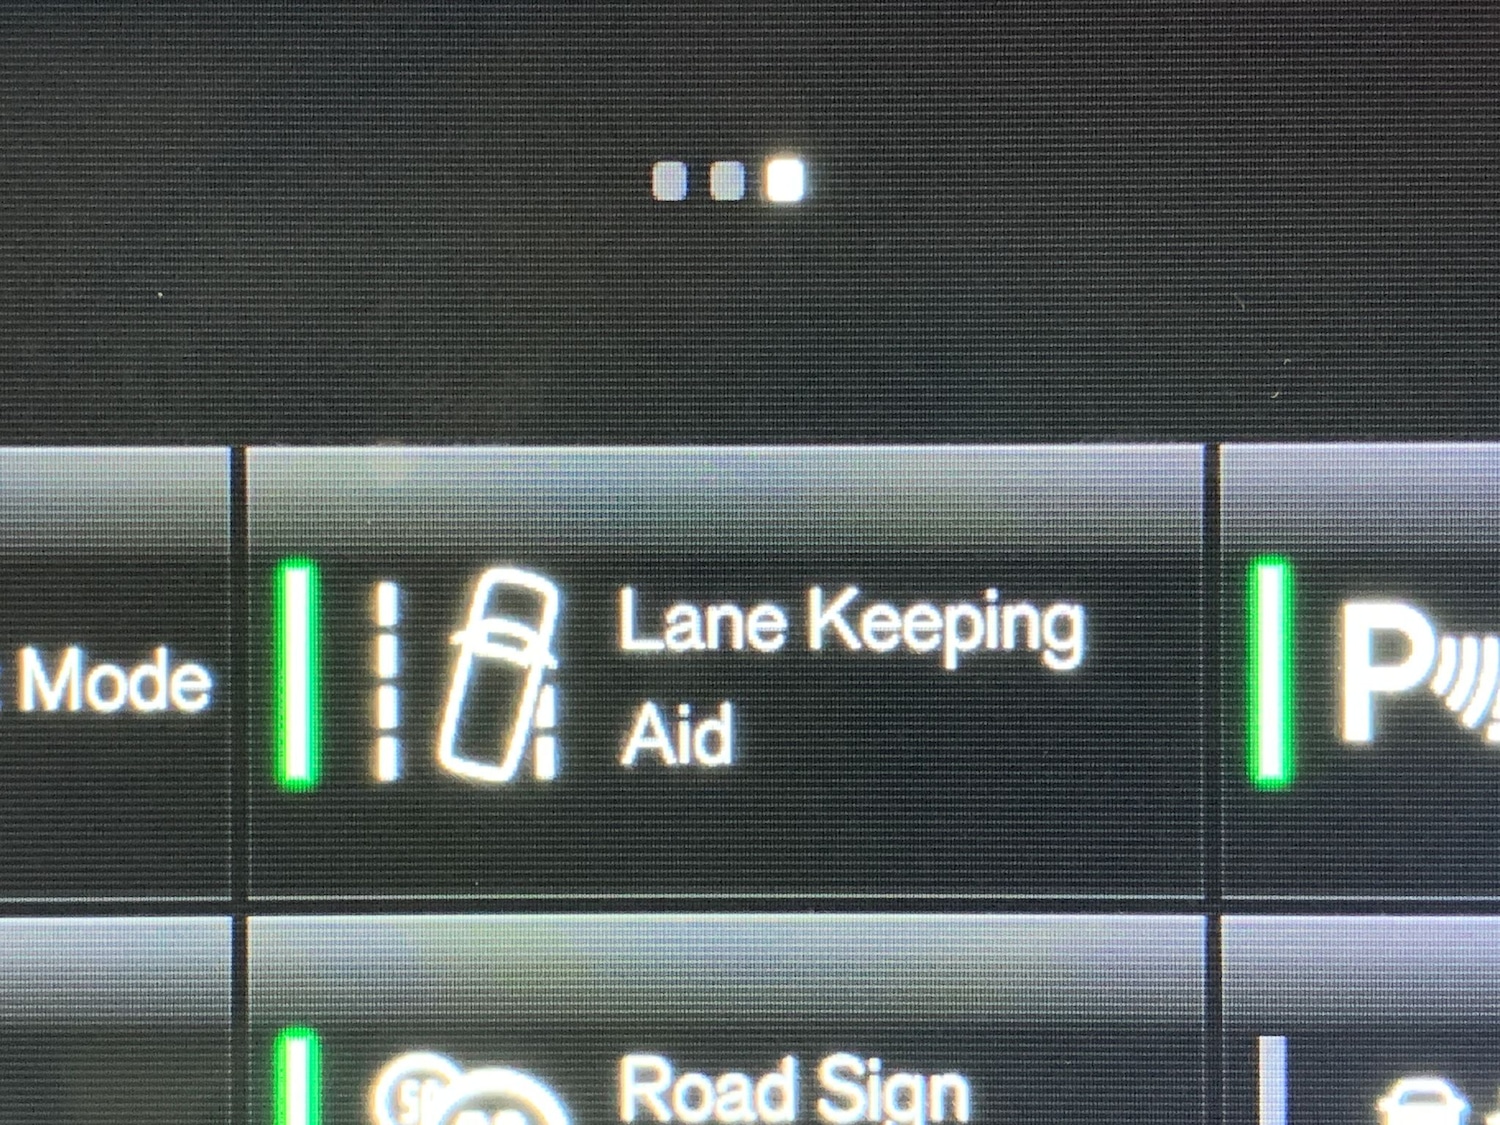 Mode
Lane Keeping
Aid
P
Road Sign